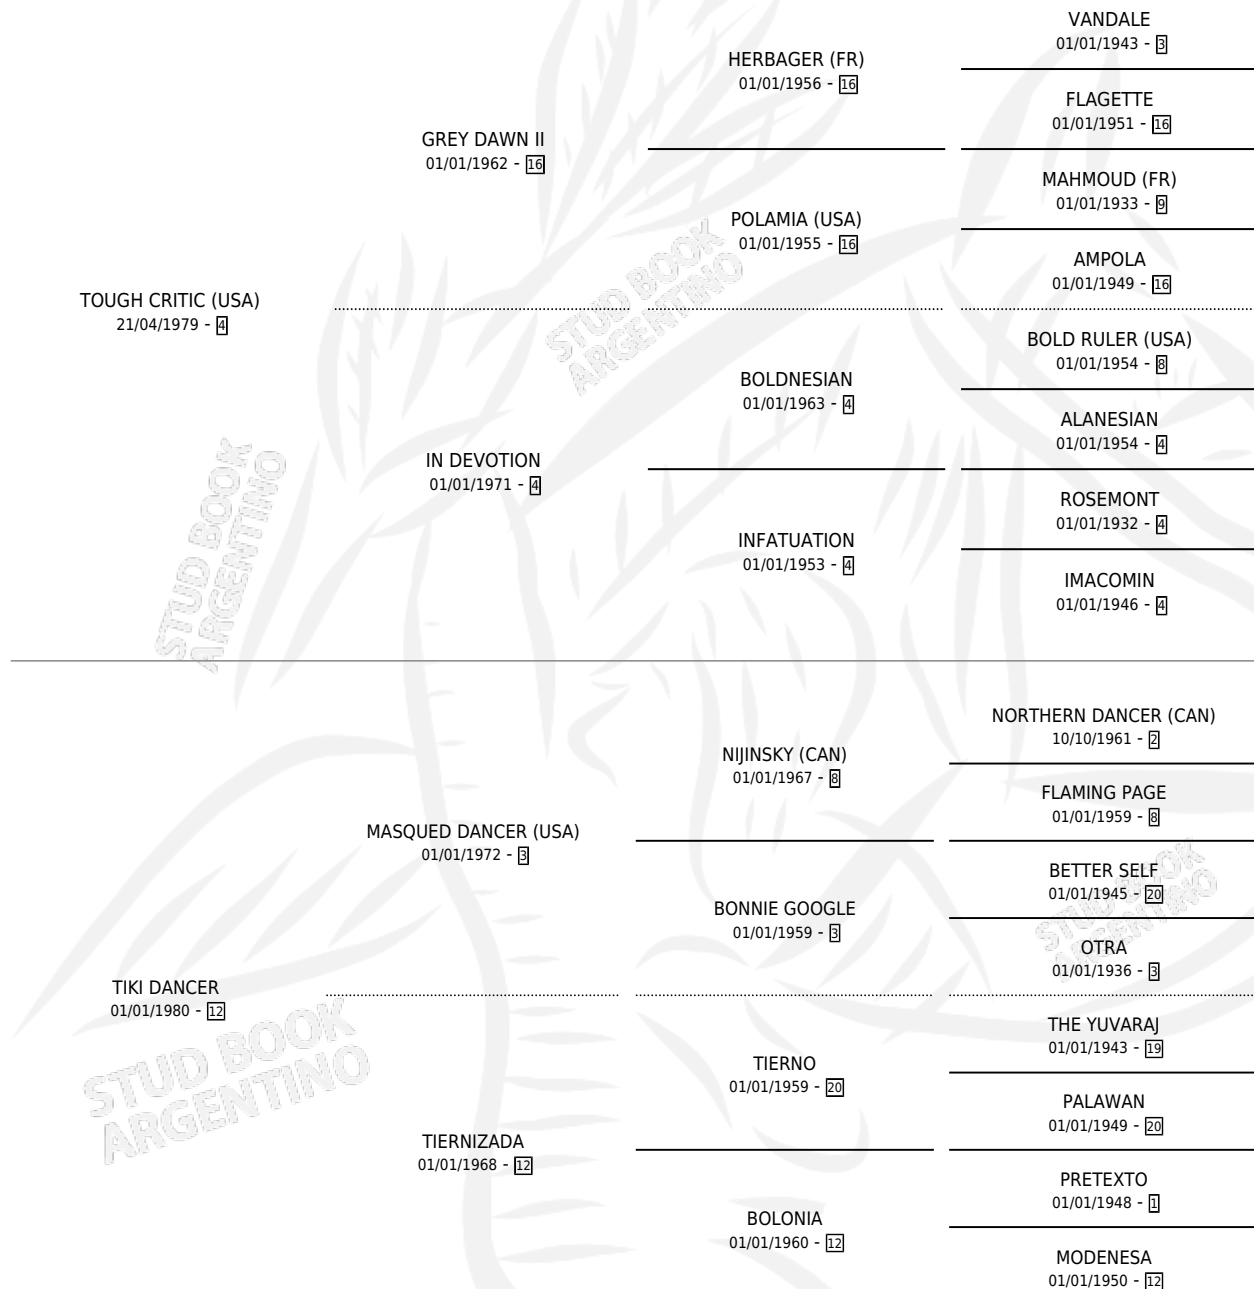 VANDALE
01/01/1943 - 3
HERBAGER (FR)
01/01/1956 - 16
FLAGETTE
01/01/1951 - 16
GREY DAWN II
01/01/1962 - 16
MAHMOUD (FR)
01/01/1933 - 9
POLAMIA (USA)
01/01/1955 - 16
AMPOLA
01/01/1949 - 16
TOUGH CRITIC (USA)
21/04/1979 - 4
STUD BOOK
ARGENTINO
BOLD RULER (USA)
01/01/1954 - 8
BOLDNESIAN
01/01/1963 - 4
ALANESIAN
01/01/1954 - 4
IN DEVOTION
01/01/1971 - 4
ROSEMONT
01/01/1932 - 4
INFATUATION
01/01/1953 - 4
IMACOMIN
01/01/1946 - 4
STUD BOOK
ARGENTINO
NORTHERN DANCER (CAN)
10/10/1961 - 2
NIJINSKY (CAN)
01/01/1967 - 8
FLAMING PAGE
01/01/1959 - 8
MASQUED DANCER (USA)
01/01/1972 - 3
BETTER SELF
01/01/1945 - 20
BONNIE GOOGLE
01/01/1959 - 3
OTRA
01/01/1936 - 3
STUD BOOK
ARGENTINO
TIKI DANCER
01/01/1980 - 12
THE YUVARAJ
01/01/1943 - 19
TIERNO
01/01/1959 - 20
PALAWAN
01/01/1949 - 20
STUD BOOK
ARGENTINO
TIERNIZADA
01/01/1968 - 12
PRETEXTO
01/01/1948 - 1
BOLONIA
01/01/1960 - 12
MODENESA
01/01/1950 - 12